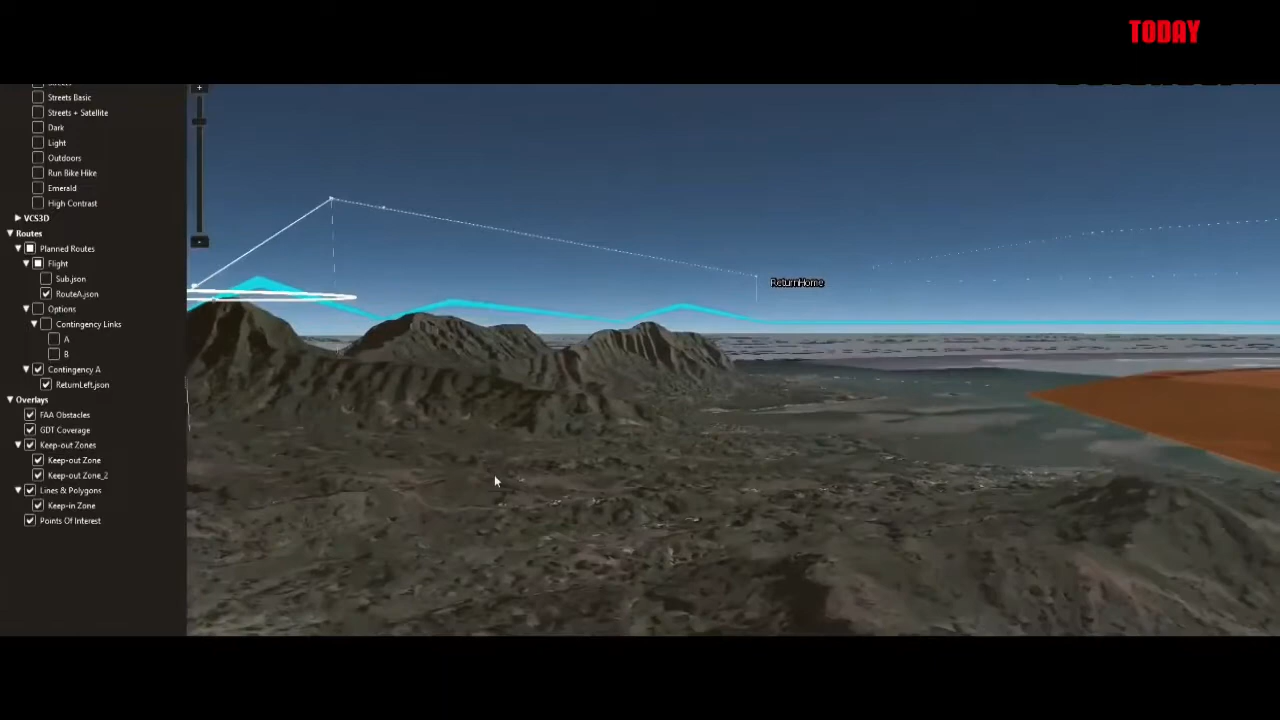 TODAY
Streets Basic
Streets + Satellite
Dark
Light
Outdoors
Run Bike Hike
Emerald
High Contrast
VCS3D
Routes
Planned Routes
Flight
Sub.json
RouteA.json
Options
Contingency Links
A
B
Contingency A
ReturnLeft.json
Overlays
FAA Obstacles
GDT Coverage
Keep-out Zones
Keep-out Zone
Keep-out Zone_2
Lines & Polygons
Keep-in Zone
Points Of Interest
ReturnHome